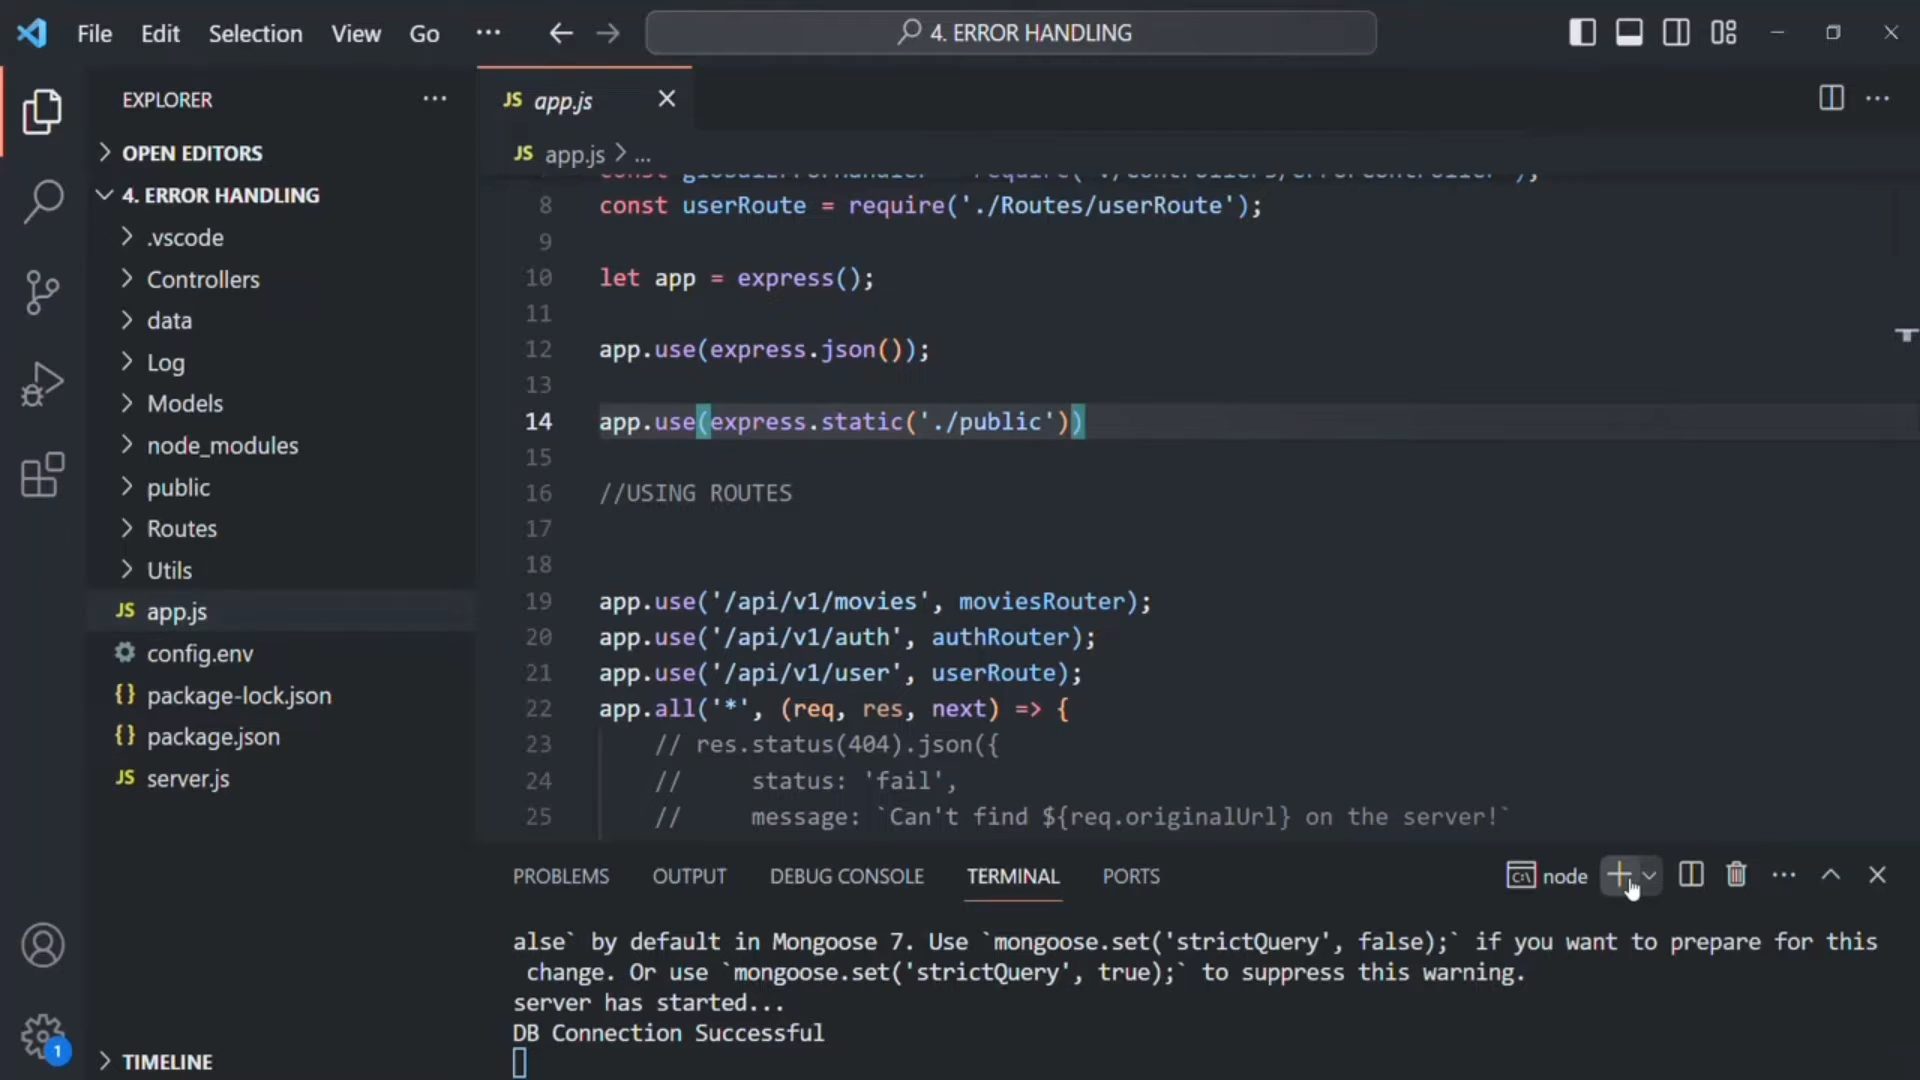 File Edit Selection View Go ··· 4. ERROR HANDLING
EXPLORER ···
OPEN EDITORS
4. ERROR HANDLING
.vscode
Controllers
data
Log
Models
node_modules
public
Routes
Utils
JS app.js
config.env
{} package-lock.json
{} package.json
JS server.js
TIMELINE
1
JS app.js
JS app.js > ...
const globalErrorHandler = require('./Controllers/errorController');
8 const userRoute = require('./Routes/userRoute');
9
10 let app = express();
11
12 app.use(express.json());
13
14 app.use(express.static('./public'))
15
16 //USING ROUTES
17
18
19 app.use('/api/v1/movies', moviesRouter);
20 app.use('/api/v1/auth', authRouter);
21 app.use('/api/v1/user', userRoute);
22 app.all('*', (req, res, next) => {
23 // res.status(404).json({
24 //     status: 'fail',
25 //     message: `Can't find ${req.originalUrl} on the server!`
PROBLEMS OUTPUT DEBUG CONSOLE TERMINAL PORTS node
alse` by default in Mongoose 7. Use `mongoose.set('strictQuery', false);` if you want to prepare for this
change. Or use `mongoose.set('strictQuery', true);` to suppress this warning.
server has started...
DB Connection Successful